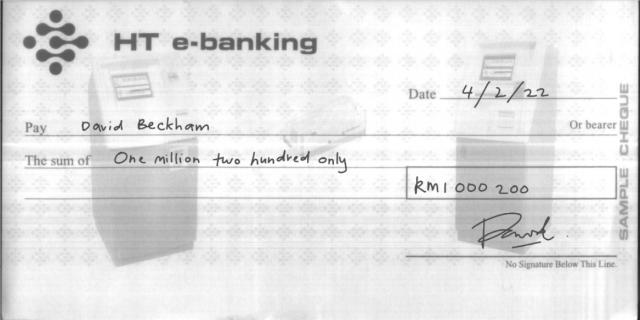 HT e-banking
Date 4/2/22
Pay David Beckham Or bearer
The sum of One million two hundred only
RM1 000 200
No Signature Below This Line.
SAMPLE CHEQUE